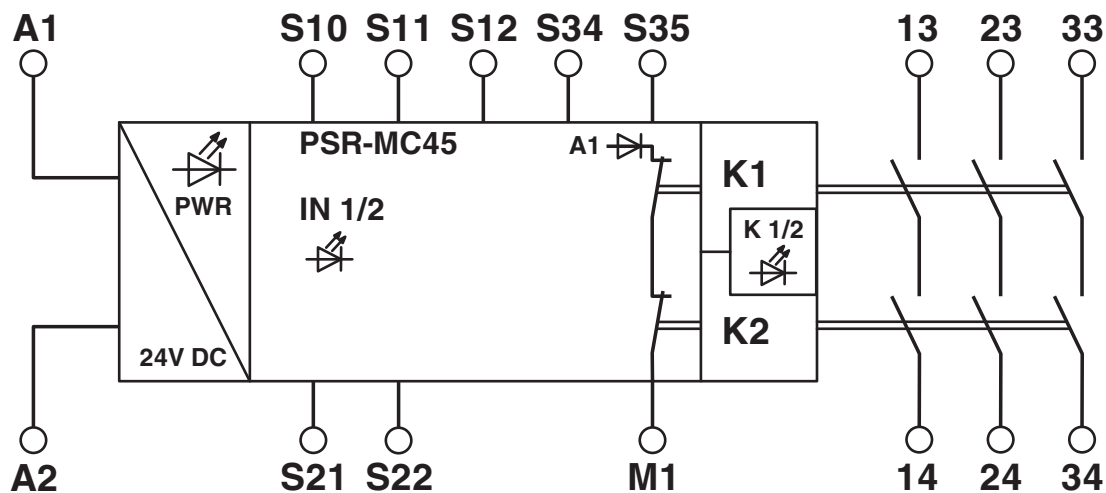 A1 S10 S11 S12 S34 S35 13 23 33
PSR-MC45 A1
K1
PWR IN 1/2 K 1/2
K2
24V DC
A2 S21 S22 M1 14 24 34